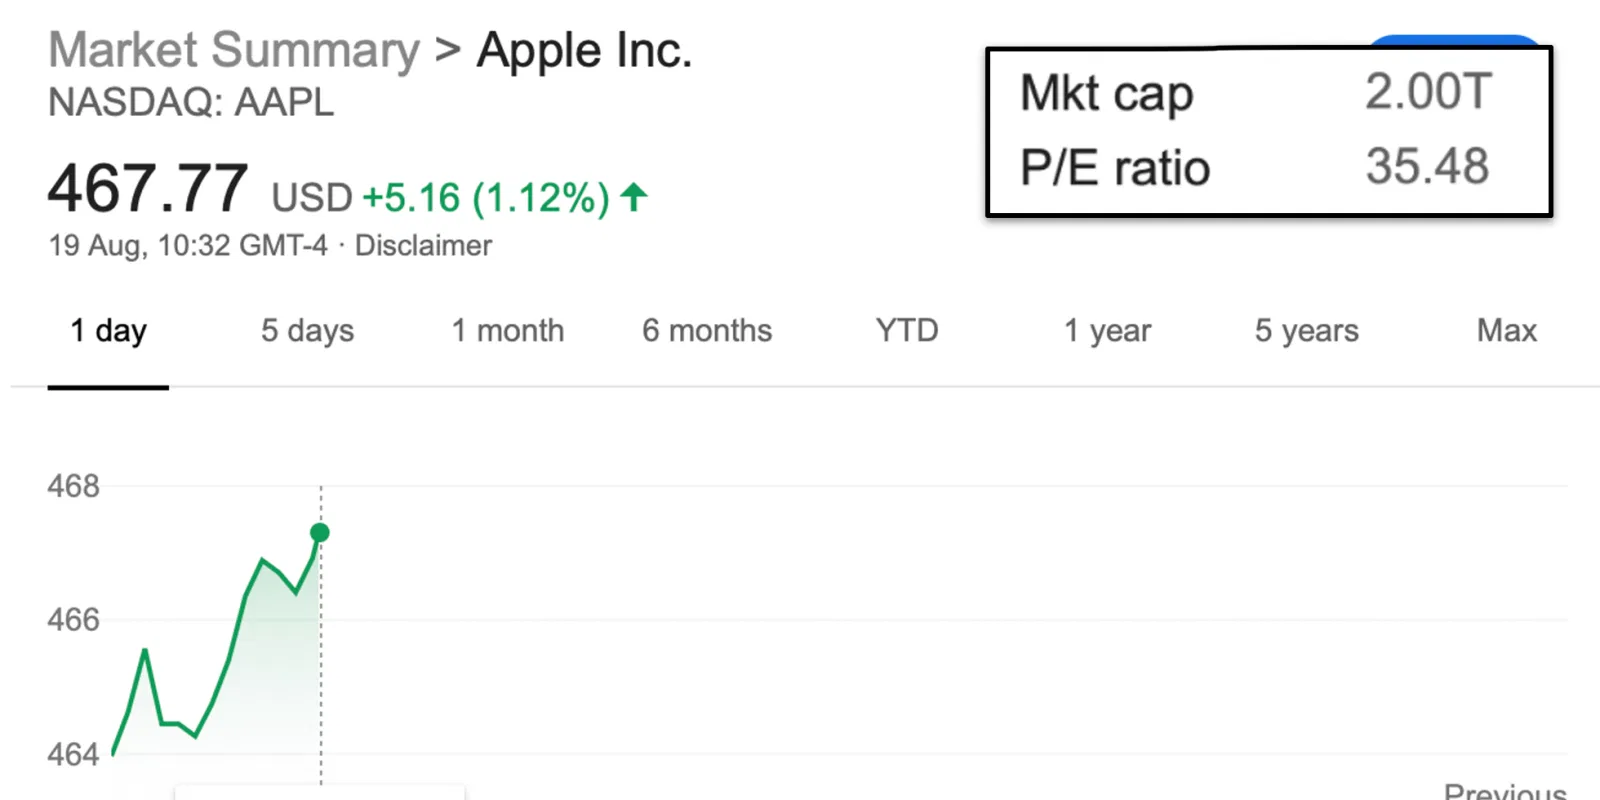 Market Summary > Apple Inc.
NASDAQ: AAPL
467.77 USD +5.16 (1.12%)
19 Aug, 10:32 GMT-4 · Disclaimer
Mkt cap 2.00T
P/E ratio 35.48
1 day 5 days 1 month 6 months YTD 1 year 5 years Max
468
466
464
Previous